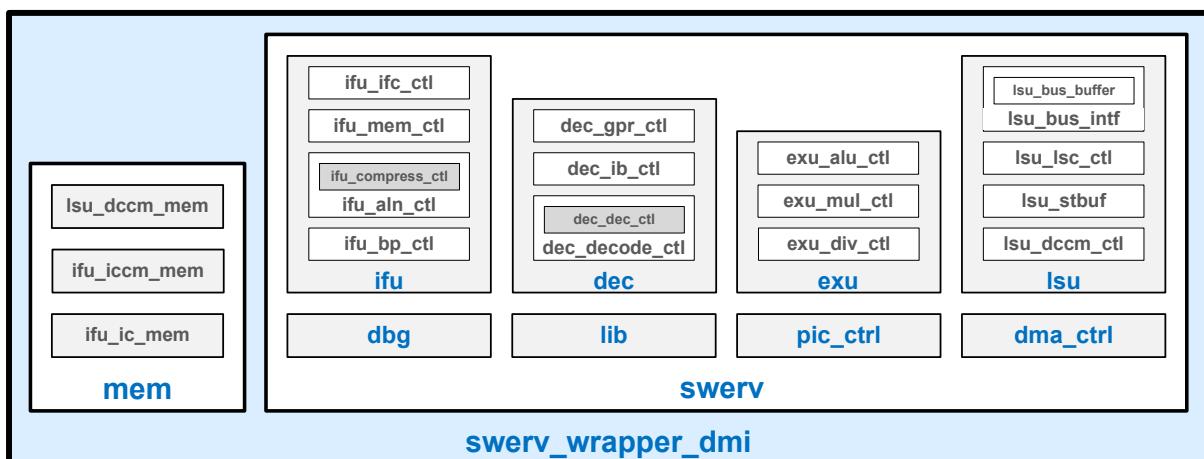 lsu_dccm_mem
ifu_iccm_mem
ifu_ic_mem
mem
ifu_ifc_ctl
ifu_mem_ctl
ifu_compress_ctl
ifu_aln_ctl
ifu_bp_ctl
ifu
dec_gpr_ctl
dec_ib_ctl
dec_dec_ctl
dec_decode_ctl
dec
exu_alu_ctl
exu_mul_ctl
exu_div_ctl
exu
lsu_bus_buffer
lsu_bus_intf
lsu_lsc_ctl
lsu_stbuf
lsu_dccm_ctl
lsu
dbg
lib
pic_ctrl
dma_ctrl
swerv
swerv_wrapper_dmi